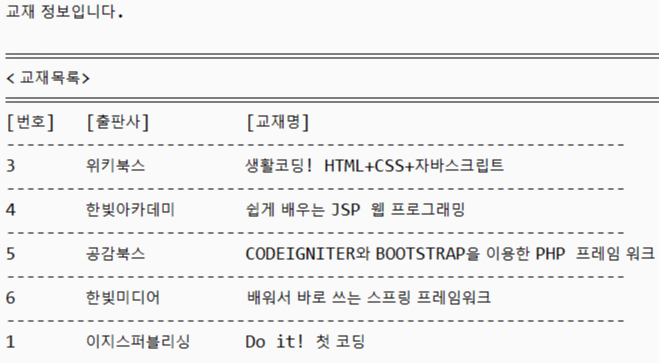 교재 정보입니다.
< 교재목록>
[번호] [출판사] [교재명]
3 위키북스 생활코딩! HTML+CSS+자바스크립트
4 한빛아카데미 쉽게 배우는 JSP 웹 프로그래밍
5 공감북스 CODEIGNITER와 BOOTSTRAP을 이용한 PHP 프레임 워크
6 한빛미디어 배워서 바로 쓰는 스프링 프레임워크
1 이지스퍼블리싱 Do it! 첫 코딩